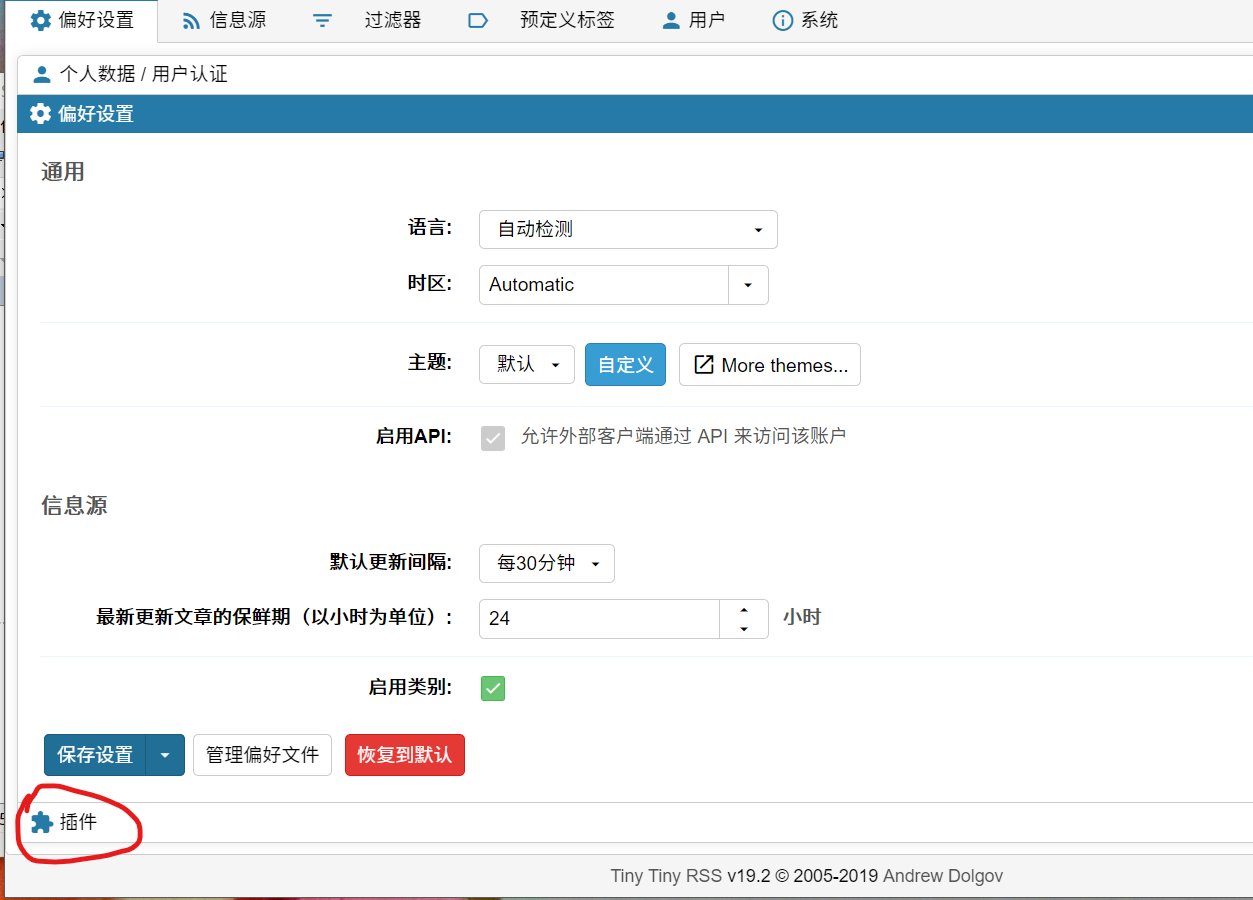 偏好设置 信息源 过滤器 预定义标签 用户 系统
个人数据 / 用户认证
偏好设置
通用
语言: 自动检测
时区: Automatic
主题: 默认 自定义 More themes...
启用API: 允许外部客户端通过 API 来访问该账户
信息源
默认更新间隔: 每30分钟
最新更新文章的保鲜期（以小时为单位）: 24 小时
启用类别:
保存设置 管理偏好文件 恢复到默认
插件
Tiny Tiny RSS v19.2 © 2005-2019 Andrew Dolgov